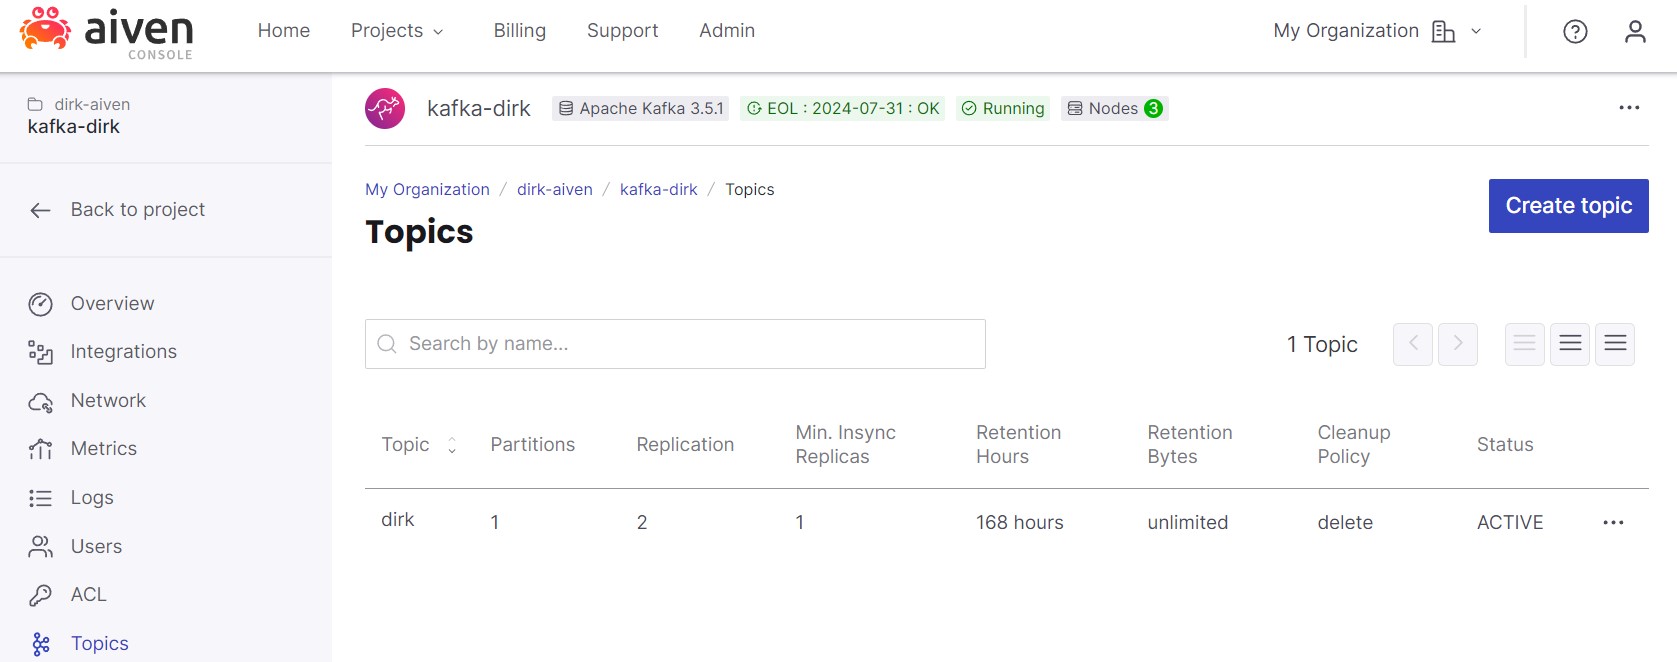 aiven
CONSOLE
Home Projects Billing Support Admin My Organization
dirk-aiven
kafka-dirk
Back to project
Overview
Integrations
Network
Metrics
Logs
Users
ACL
Topics
kafka-dirk Apache Kafka 3.5.1 EOL : 2024-07-31 : OK Running Nodes 3
My Organization / dirk-aiven / kafka-dirk / Topics
Topics
Create topic
Search by name...
1 Topic
Topic Partitions Replication Min. Insync Replicas Retention Hours Retention Bytes Cleanup Policy Status
dirk 1 2 1 168 hours unlimited delete ACTIVE